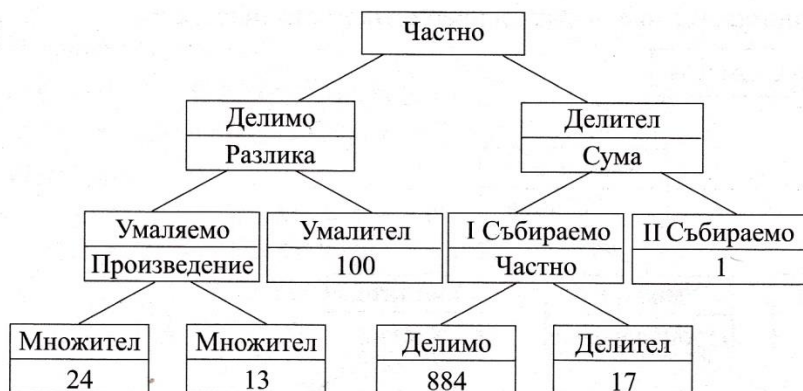 Частно
Делимо Делител
Разлика Сума
Умаляемо Умалител I Събираемо II Събираемо
Произведение 100 Частно 1
Множител Множител Делимо Делител
24 13 884 17